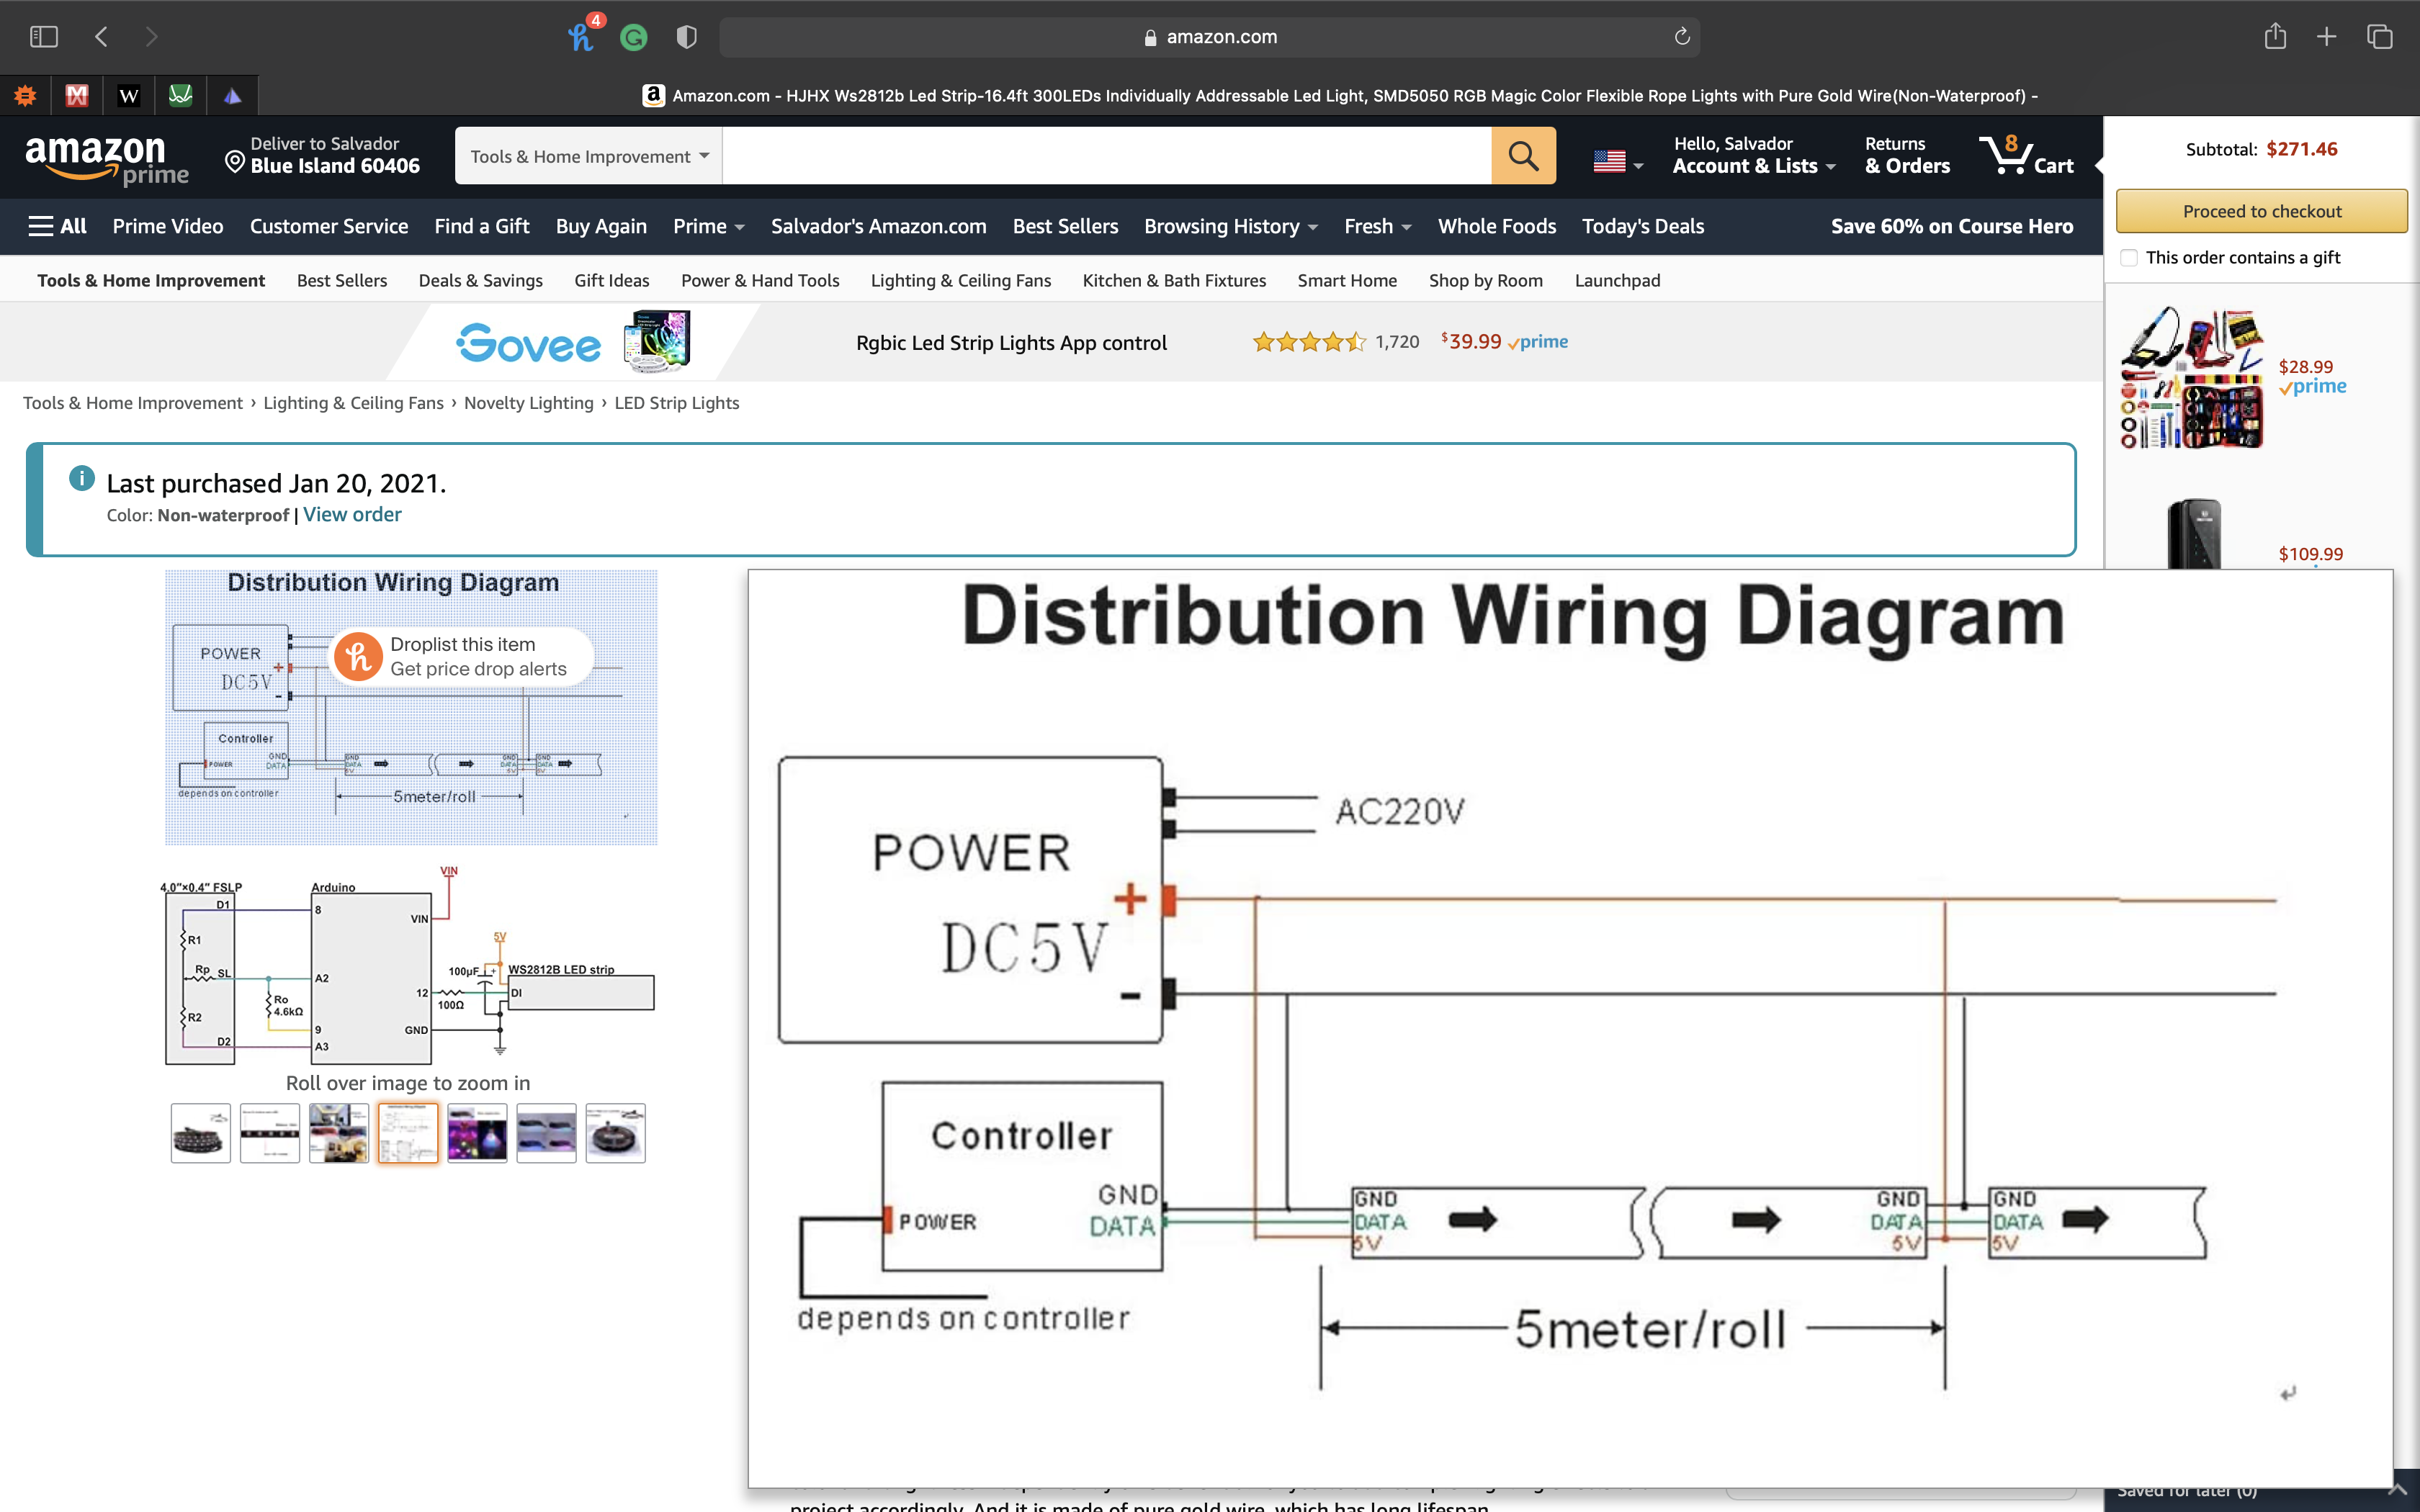 4
amazon.com
W
a Amazon.com - HJHX Ws2812b Led Strip-16.4ft 300LEDs Individually Addressable Led Light, SMD5050 RGB Magic Color Flexible Rope Lights with Pure Gold Wire(Non-Waterproof) -
amazon prime
Deliver to Salvador
Blue Island 60406
Tools & Home Improvement
Hello, Salvador
Account & Lists
Returns
& Orders
8
Cart
Subtotal: $271.46
Proceed to checkout
This order contains a gift
All Prime Video Customer Service Find a Gift Buy Again Prime Salvador's Amazon.com Best Sellers Browsing History Fresh Whole Foods Today's Deals Save 60% on Course Hero
Tools & Home Improvement Best Sellers Deals & Savings Gift Ideas Power & Hand Tools Lighting & Ceiling Fans Kitchen & Bath Fixtures Smart Home Shop by Room Launchpad
Govee Rgbic Led Strip Lights App control 1,720 $39.99 prime
$28.99
prime
$109.99
Tools & Home Improvement › Lighting & Ceiling Fans › Novelty Lighting › LED Strip Lights
Last purchased Jan 20, 2021.
Color: Non-waterproof | View order
Distribution Wiring Diagram
POWER
+
DC5V
-
Droplist this item
Get price drop alerts
Controller
GND
POWER DATA
depends on controller
GND
DATA
5V
GND
DATA
5V
GND
DATA
5V
5meter/roll
4.0"×0.4" FSLP
D1
R1
Rp SL
R2
D2
Ro
4.6kΩ
Arduino
8
VIN
VIN
A2
12
9
GND
A3
5V
100µF +
100Ω
WS2812B LED strip
DI
Roll over image to zoom in
Distribution Wiring Diagram
AC220V
POWER
+
DC5V
-
Controller
GND
POWER DATA
depends on controller
GND
DATA
5V
GND
DATA
5V
GND
DATA
5V
5meter/roll
project accordingly. And it is made of pure gold wire, which has long lifespan
Saved for later (0)